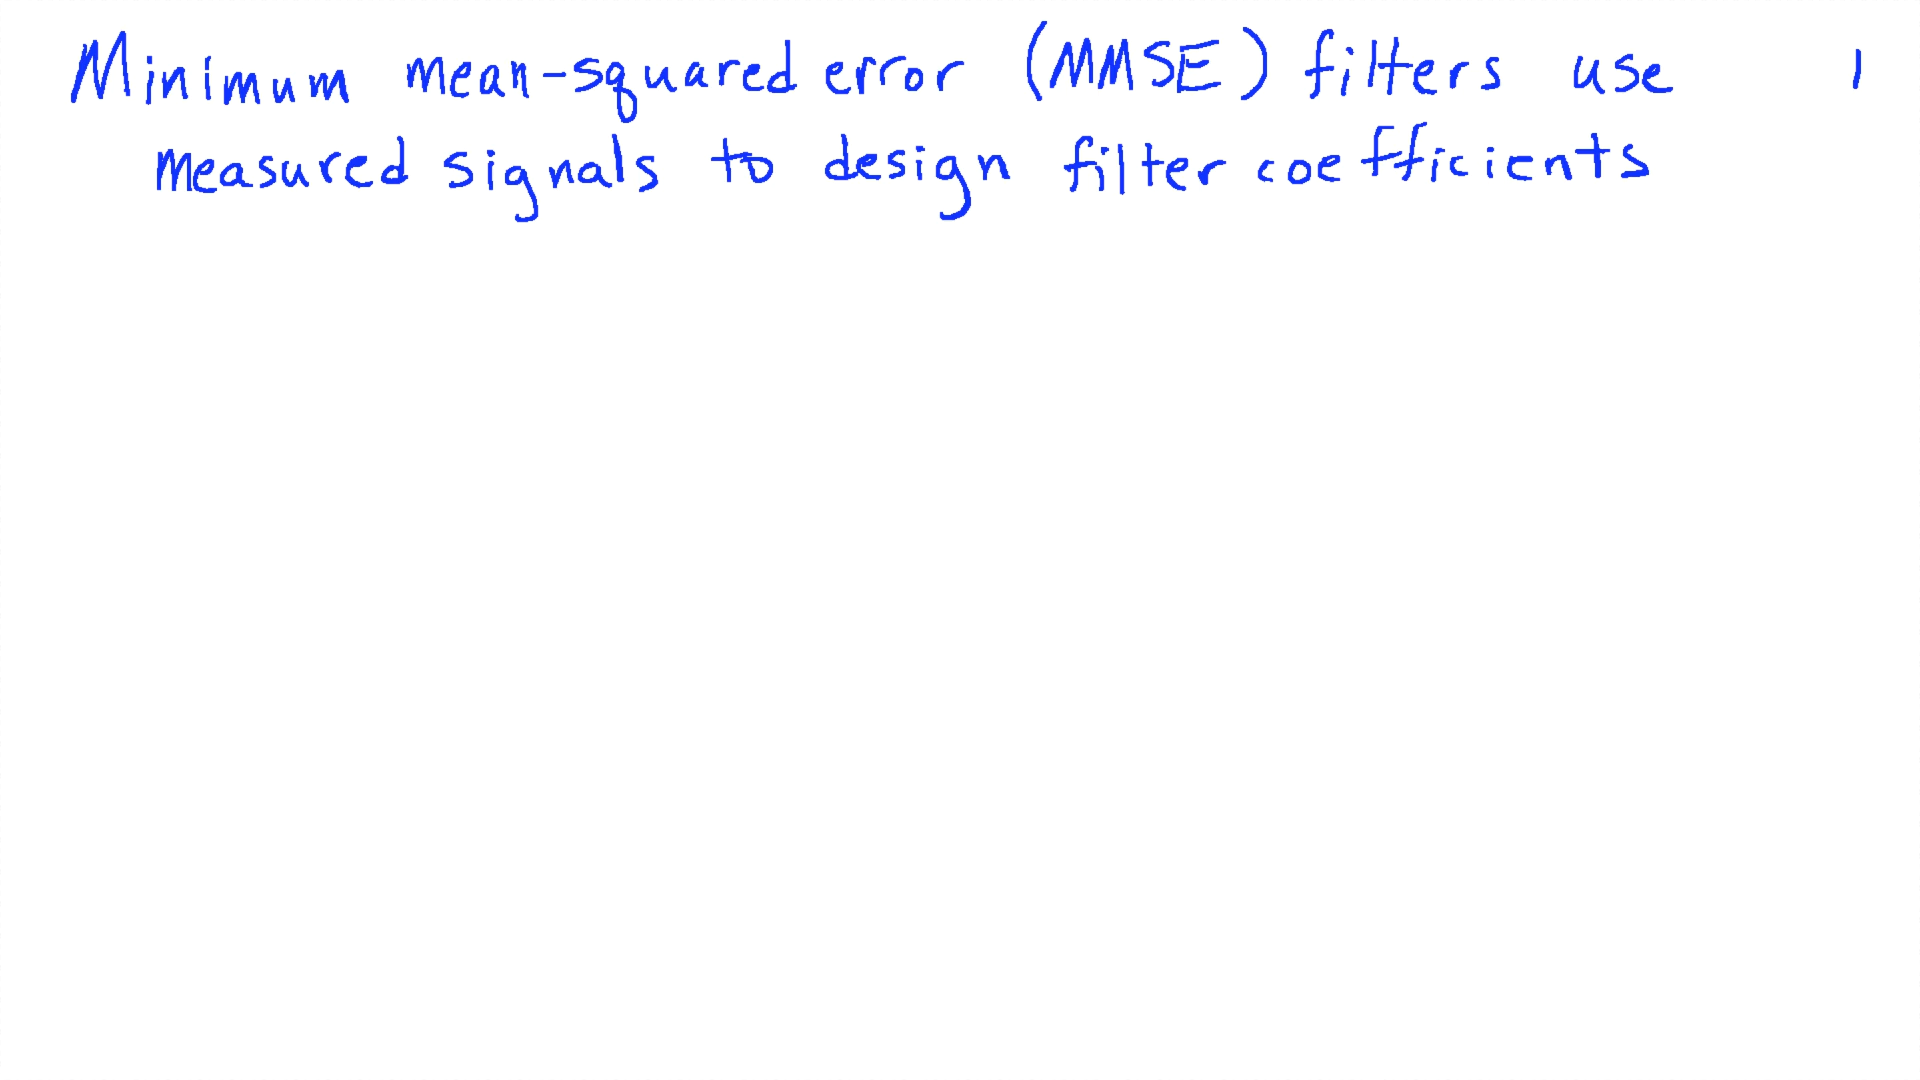 Minimum mean-squared error (MMSE) filters use 1
measured signals to design filter coefficients